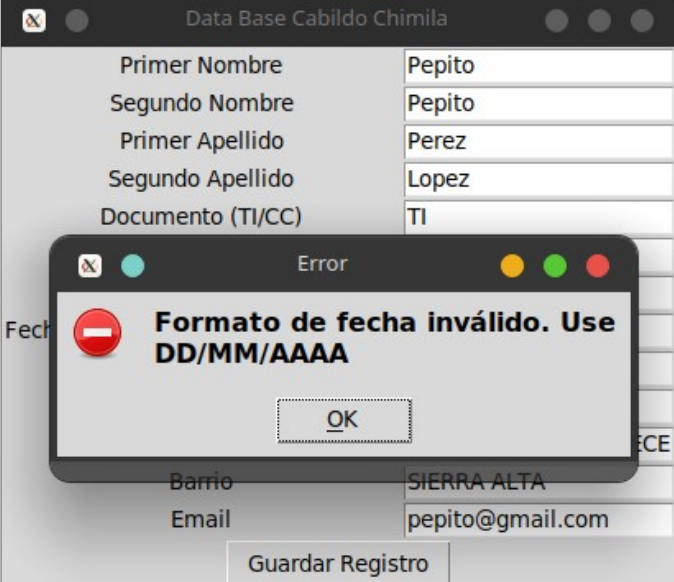 Data Base Cabildo Chimila
Primer Nombre Pepito
Segundo Nombre Pepito
Primer Apellido Perez
Segundo Apellido Lopez
Documento (TI/CC) TI
Error
Fech
Formato de fecha inválido. Use
DD/MM/AAAA
OK
ECE
Barrio SIERRA ALTA
Email pepito@gmail.com
Guardar Registro